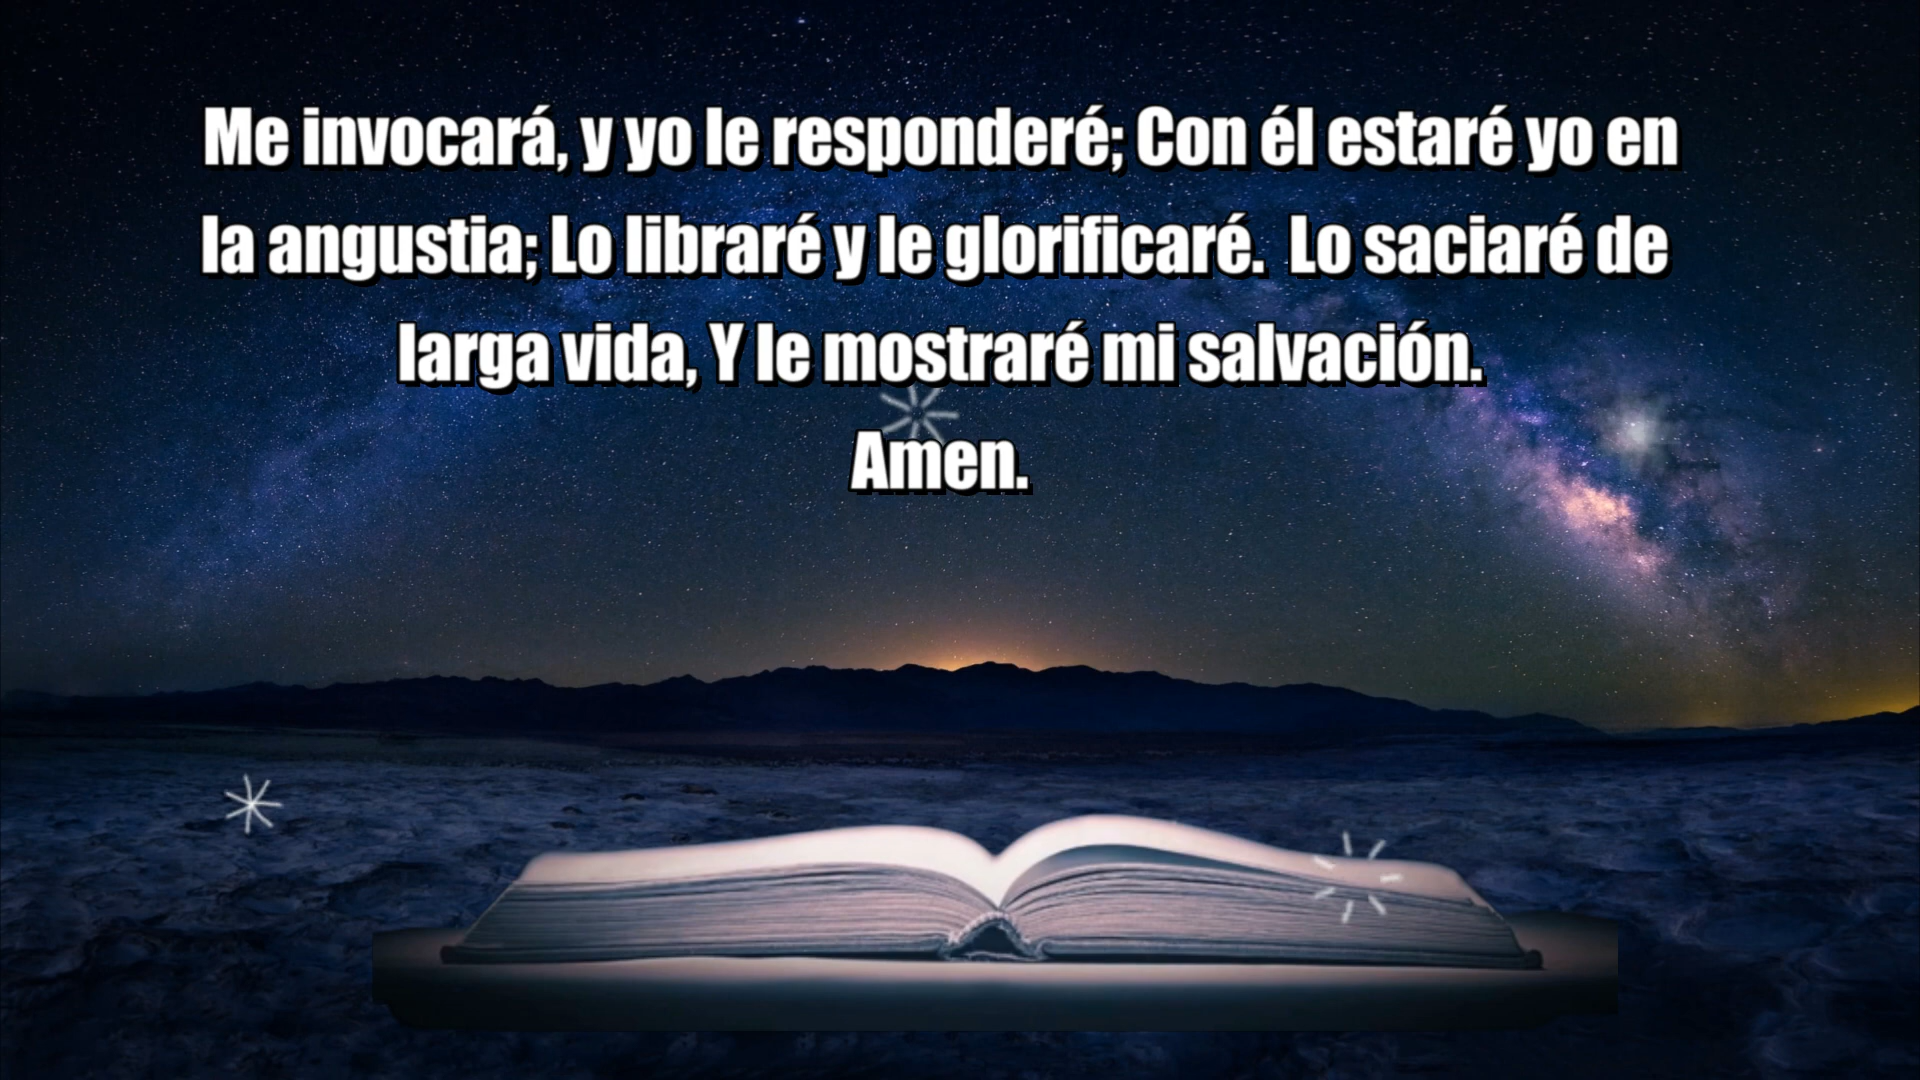 Me invocará, y yo le responderé; Con él estaré yo en
la angustia; Lo libraré y le glorificaré.  Lo saciaré de
larga vida, Y le mostraré mi salvación.
Amen.